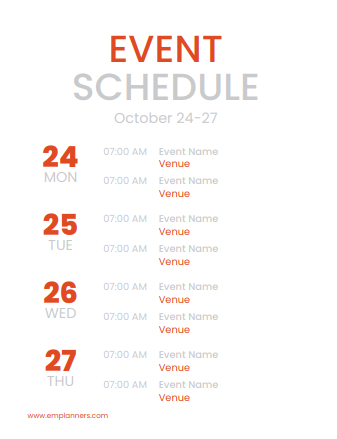 EVENT
SCHEDULE
October 24-27
24
MON
07:00 AM Event Name
Venue
07:00 AM Event Name
Venue
25
TUE
07:00 AM Event Name
Venue
07:00 AM Event Name
Venue
26
WED
07:00 AM Event Name
Venue
07:00 AM Event Name
Venue
27
THU
07:00 AM Event Name
Venue
07:00 AM Event Name
Venue
www.emplanners.com